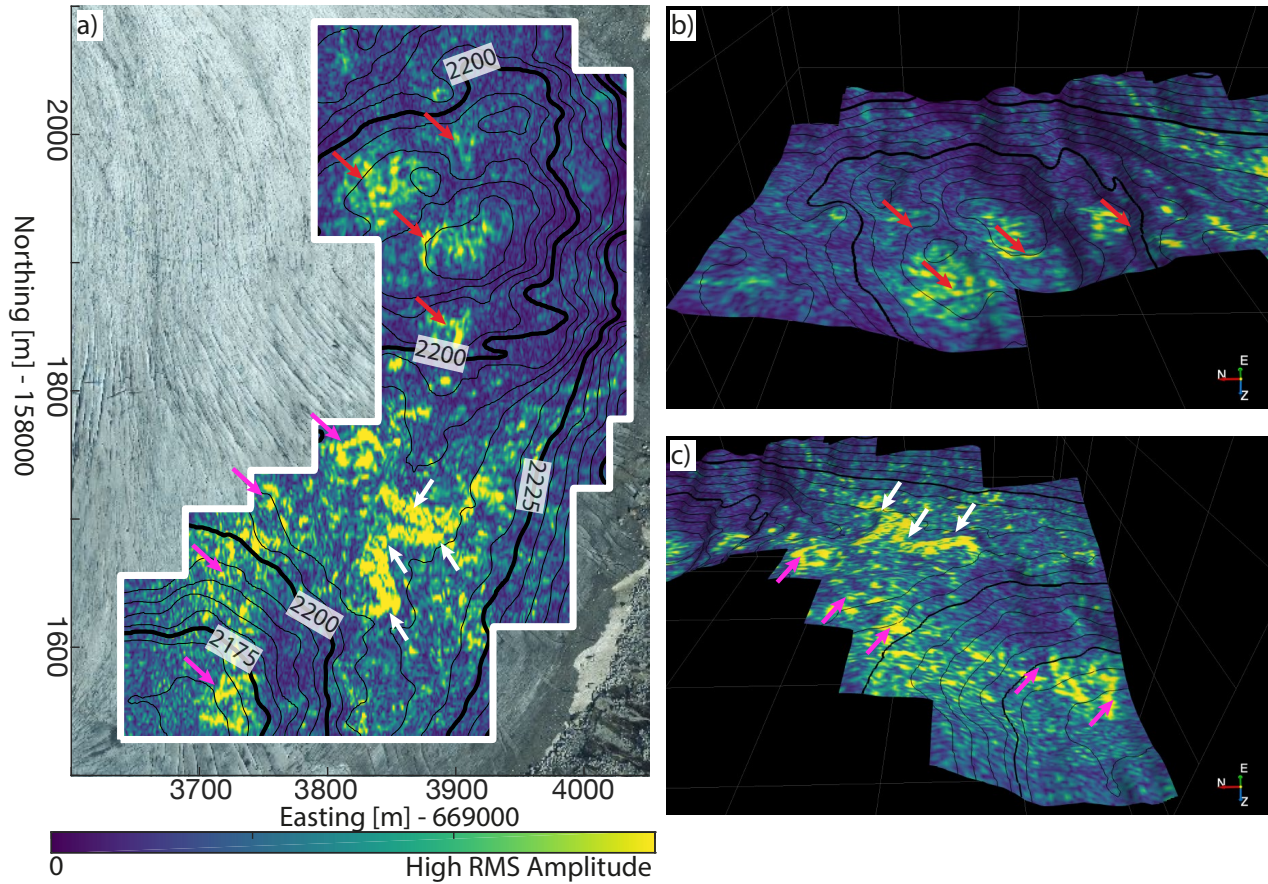 a)
2200
2000
2200
1800
2225
2200
1600
2175
Northing [m] - 158000
3700 3800 3900 4000
Easting [m] - 669000
0 High RMS Amplitude
b)
E
N
Z
c)
E
N
Z